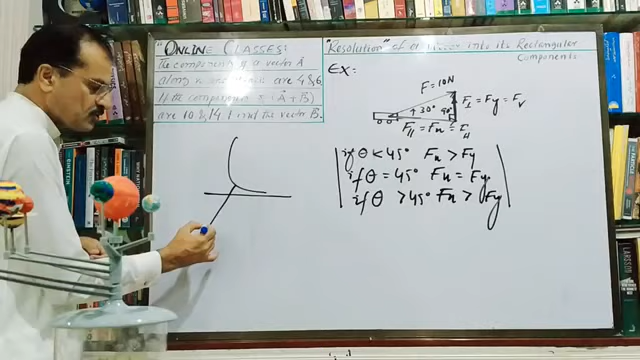 "ONLINE CLASSES:
The components of a vector A
along x and y axis are 4 & 6
If the components of (A + B)
are 10 & 14, find the vector B.
"Resolution" of a vector into its Rectangular
Components
EX:
F = 10N
30° 90°
F⊥ = Fy = Fv
F∥ = Fx = FH
if θ < 45° Fx > Fy
if θ = 45° Fx = Fy
if θ > 45° Fx > Fy